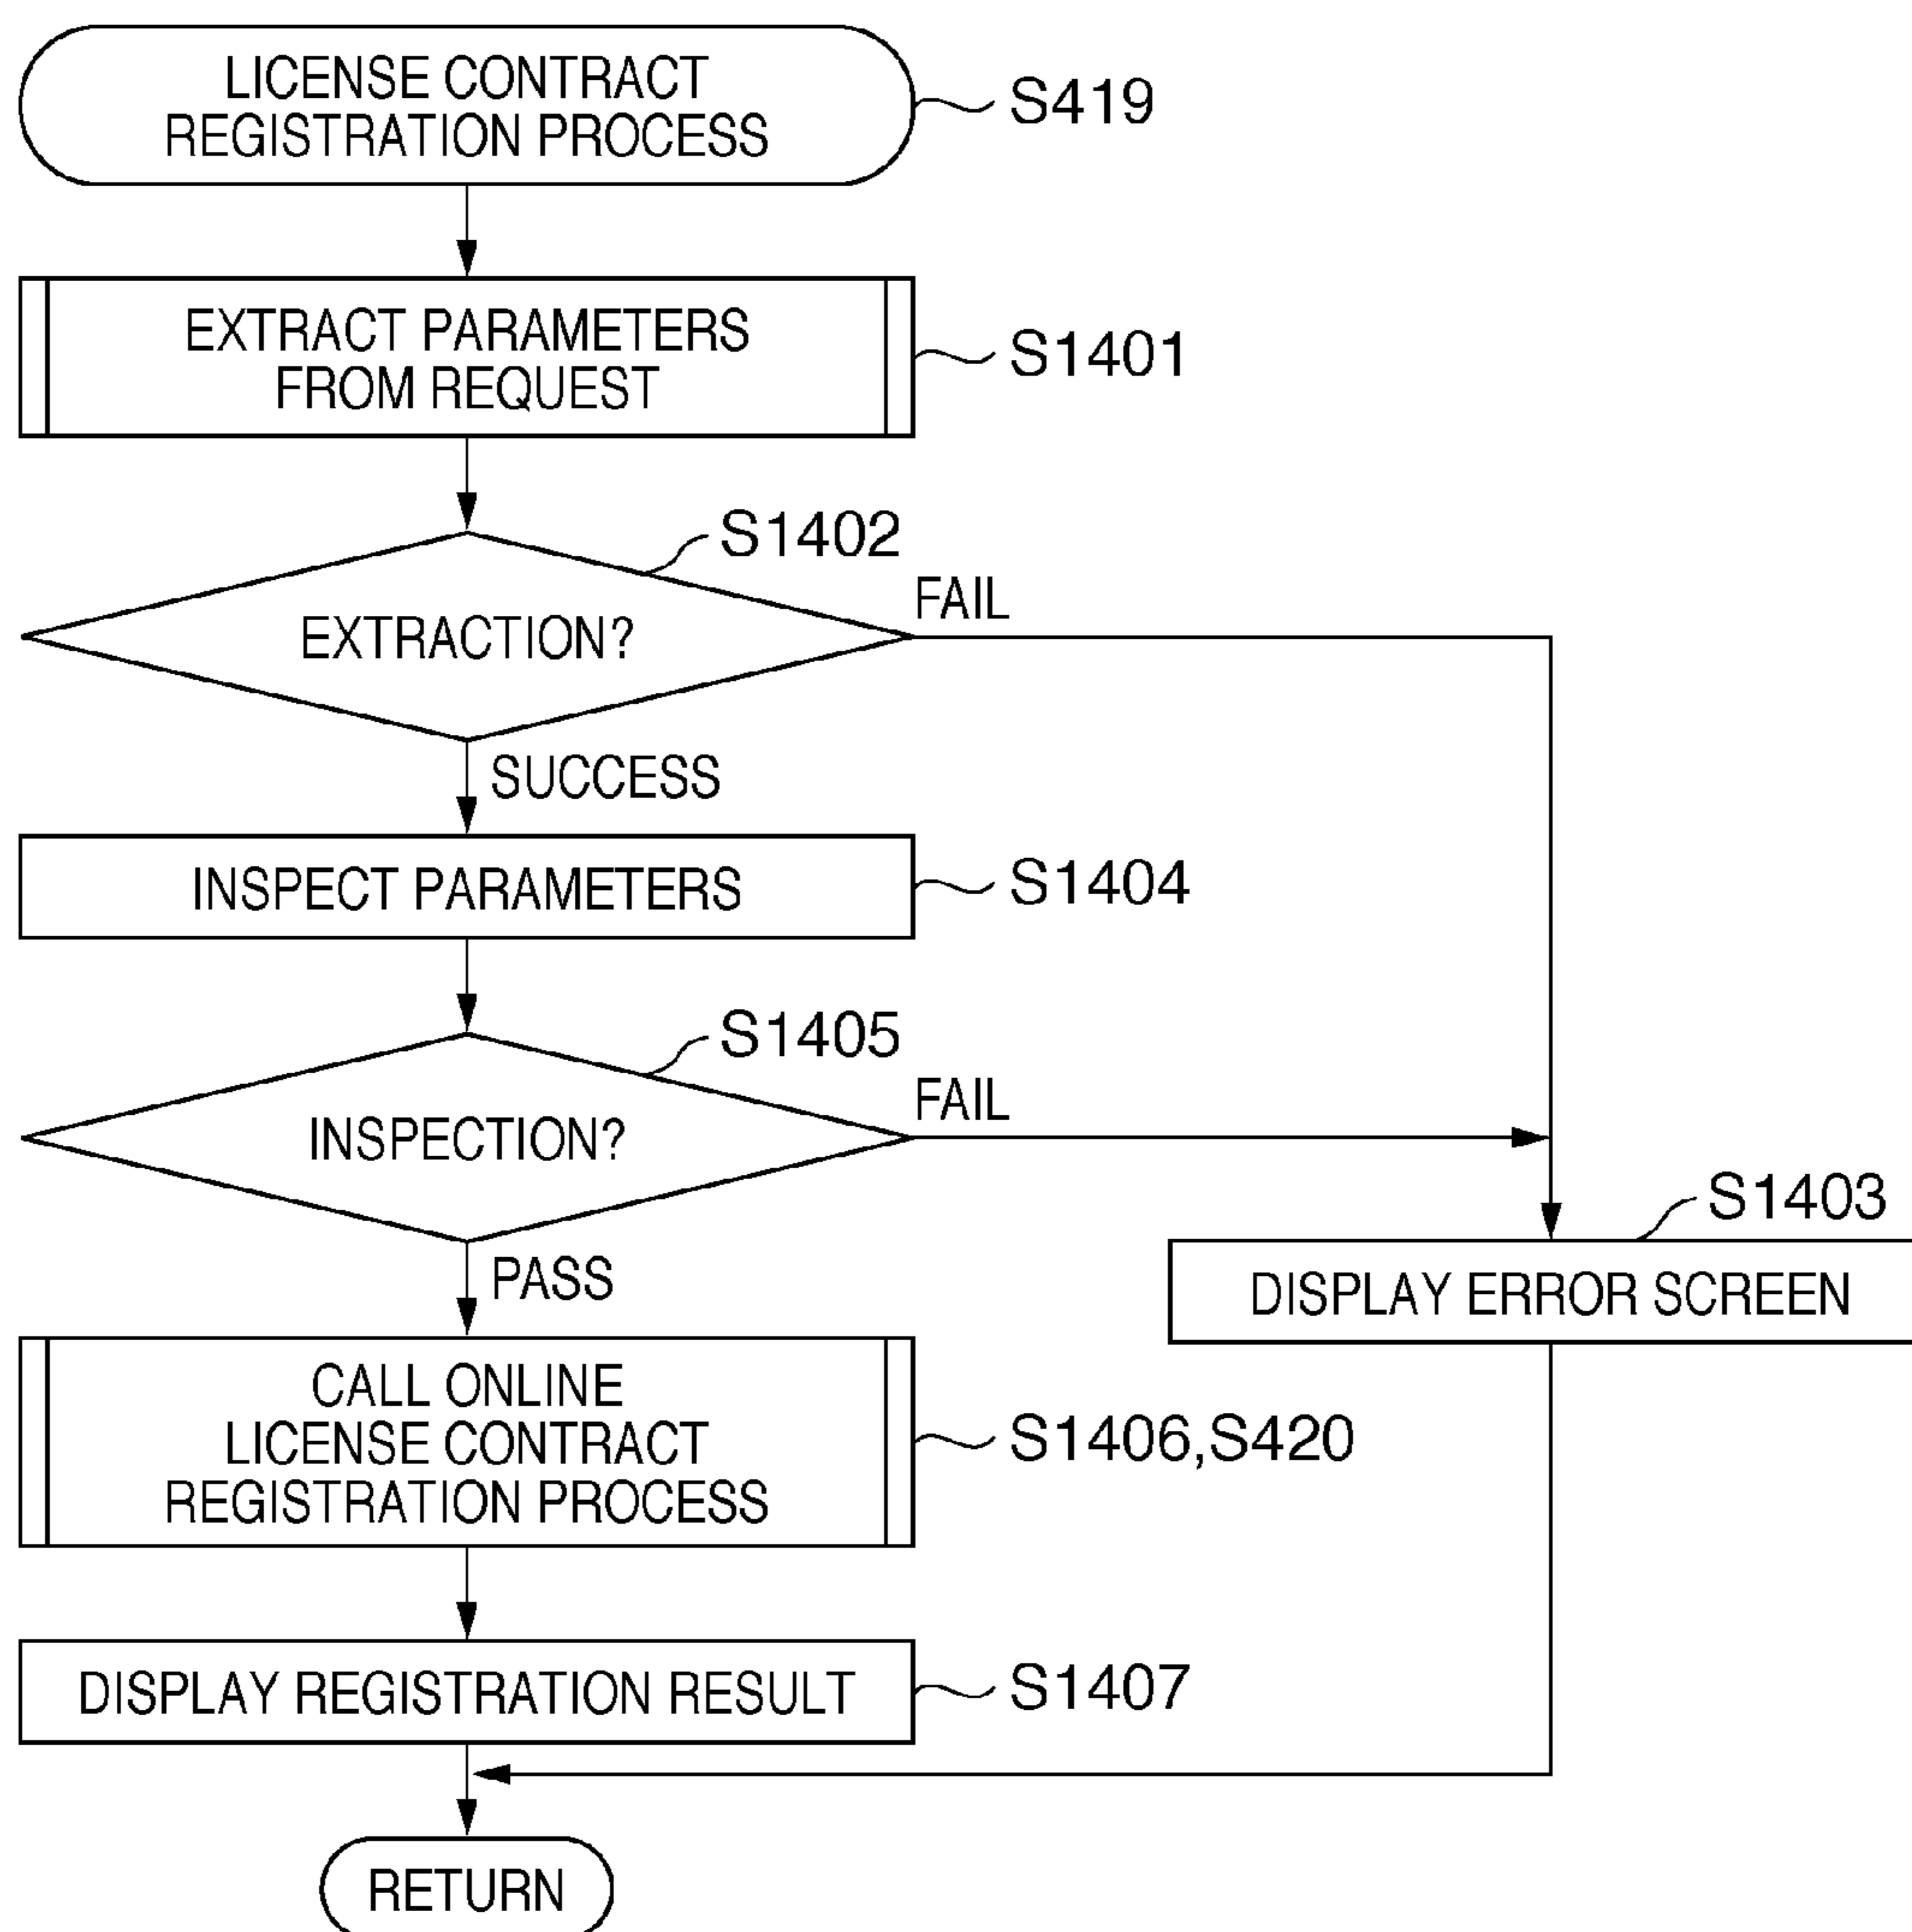 LICENSE CONTRACT
REGISTRATION PROCESS
S419
EXTRACT PARAMETERS
FROM REQUEST
S1401
S1402
EXTRACTION?
FAIL
SUCCESS
INSPECT PARAMETERS
S1404
S1405
INSPECTION?
FAIL
PASS
S1403
DISPLAY ERROR SCREEN
CALL ONLINE
LICENSE CONTRACT
REGISTRATION PROCESS
S1406,S420
DISPLAY REGISTRATION RESULT
S1407
RETURN